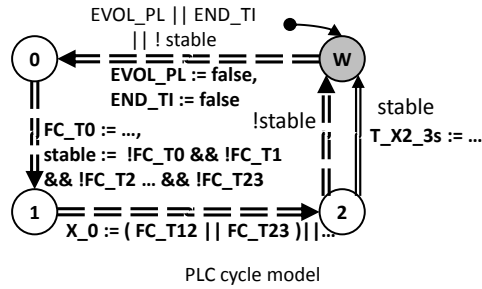 EVOL_PL || END_TI
|| ! stable
0
W
EVOL_PL := false,
END_TI := false
!stable
stable
T_X2_3s := ...
FC_T0 := ...,
stable := !FC_T0 && !FC_T1
&& !FC_T2 ... && !FC_T23
1
2
X_0 := ( FC_T12 || FC_T23 )||...
PLC cycle model